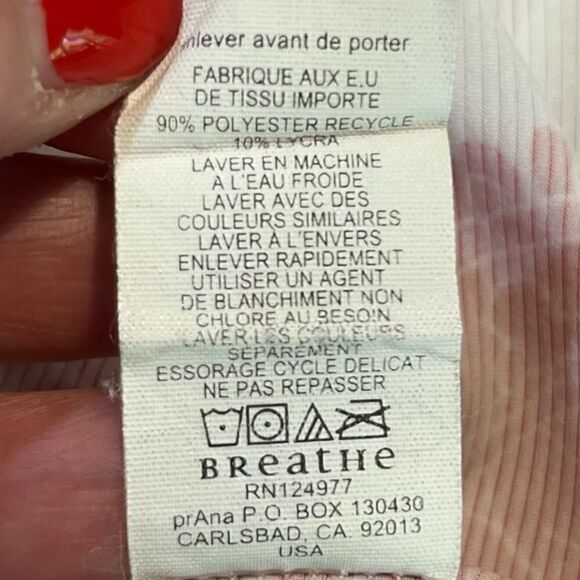 enlever avant de porter
FABRIQUE AUX E.U
DE TISSU IMPORTE
90% POLYESTER RECYCLE
10% LYCRA
LAVER EN MACHINE
A L'EAU FROIDE
LAVER AVEC DES
COULEURS SIMILAIRES
LAVER À L'ENVERS
ENLEVER RAPIDEMENT
UTILISER UN AGENT
DE BLANCHIMENT NON
CHLORE AU BESOIN
LAVER LES COULEURS
SEPAREMENT
ESSORAGE CYCLE DELICAT
NE PAS REPASSER
BReatHe
RN124977
prAna P.O. BOX 130430
CARLSBAD, CA. 92013
USA